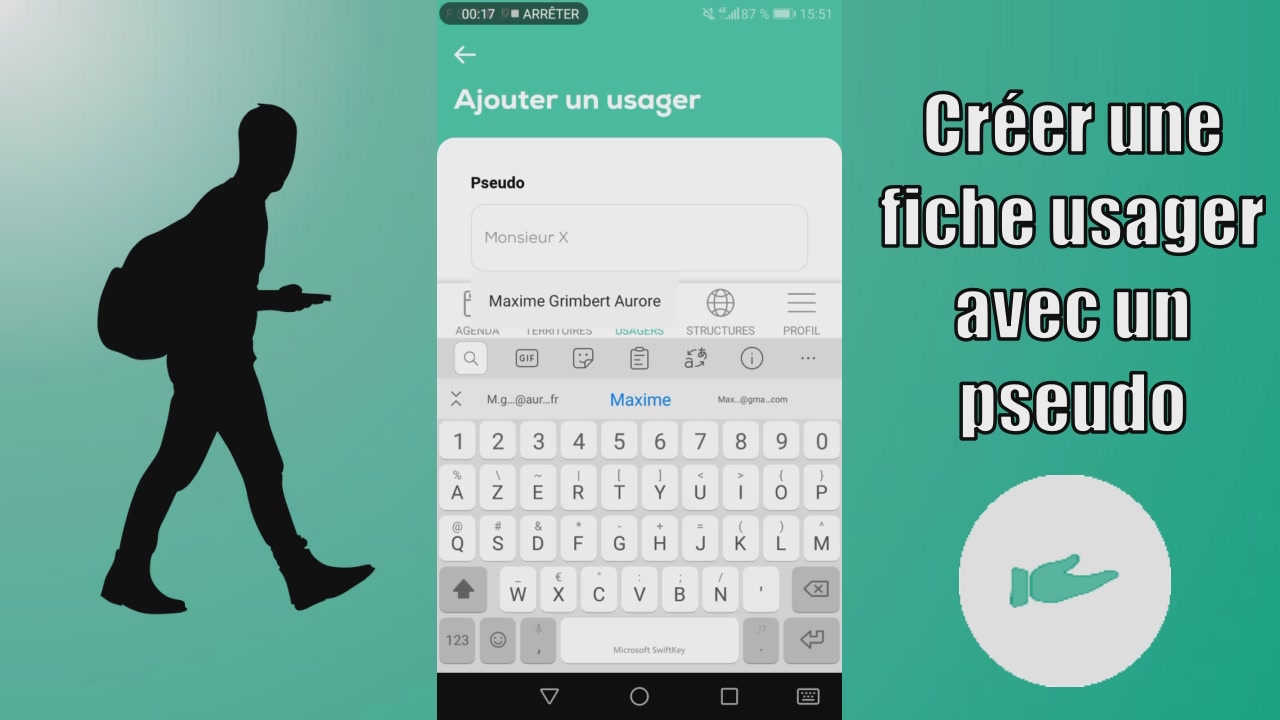 00:17 ARRÊTER
87 % 15:51
Ajouter un usager
Pseudo
Monsieur X
Maxime Grimbert Aurore
AGENDA TERRITOIRES USAGERS STRUCTURES PROFIL
GIF
M.g...@aur...fr Maxime Max...@gma...com
1 2 3 4 5 6 7 8 9 0
% \ ~ | [ ] < > { }
A Z E R T Y U I O P
@ # & * - + = ( ) ^
Q S D F G H J K L M
_ € " : ; /
W X C V B N '
123 , Microsoft SwiftKey .
Créer une
fiche usager
avec un
pseudo